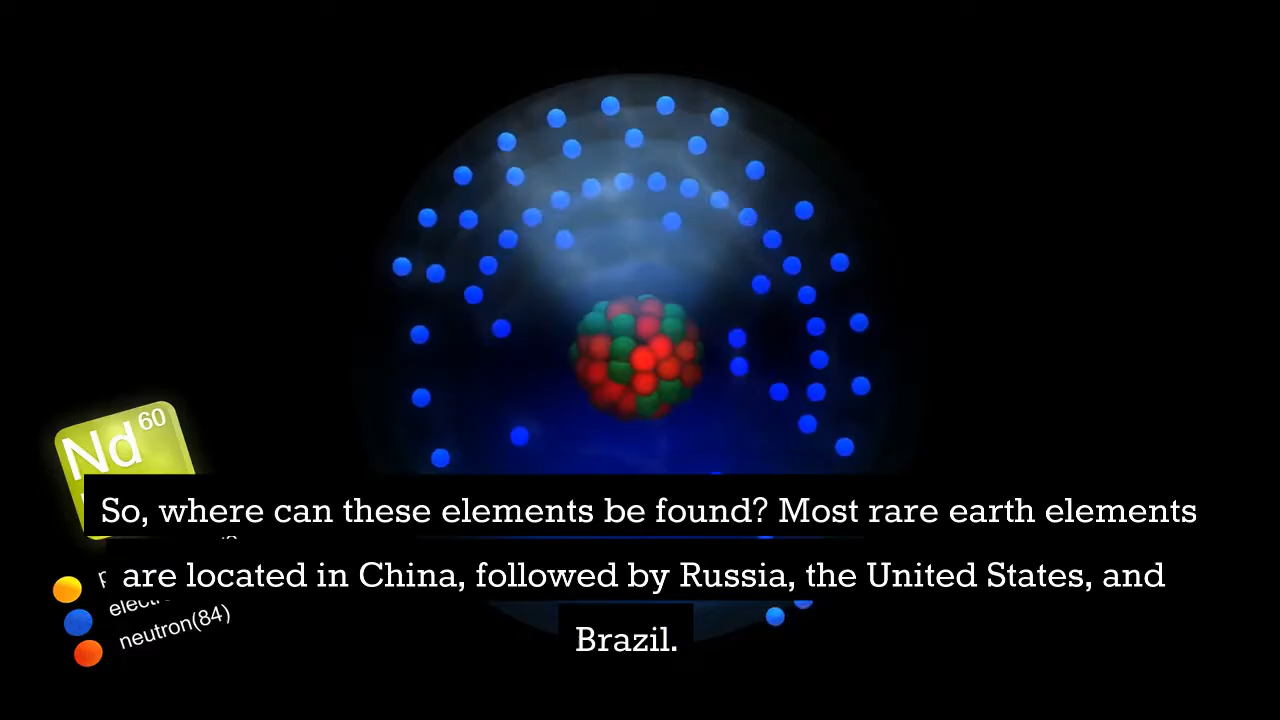 60
Nd
So, where can these elements be found? Most rare earth elements
are located in China, followed by Russia, the United States, and
Brazil.
neutron(84)